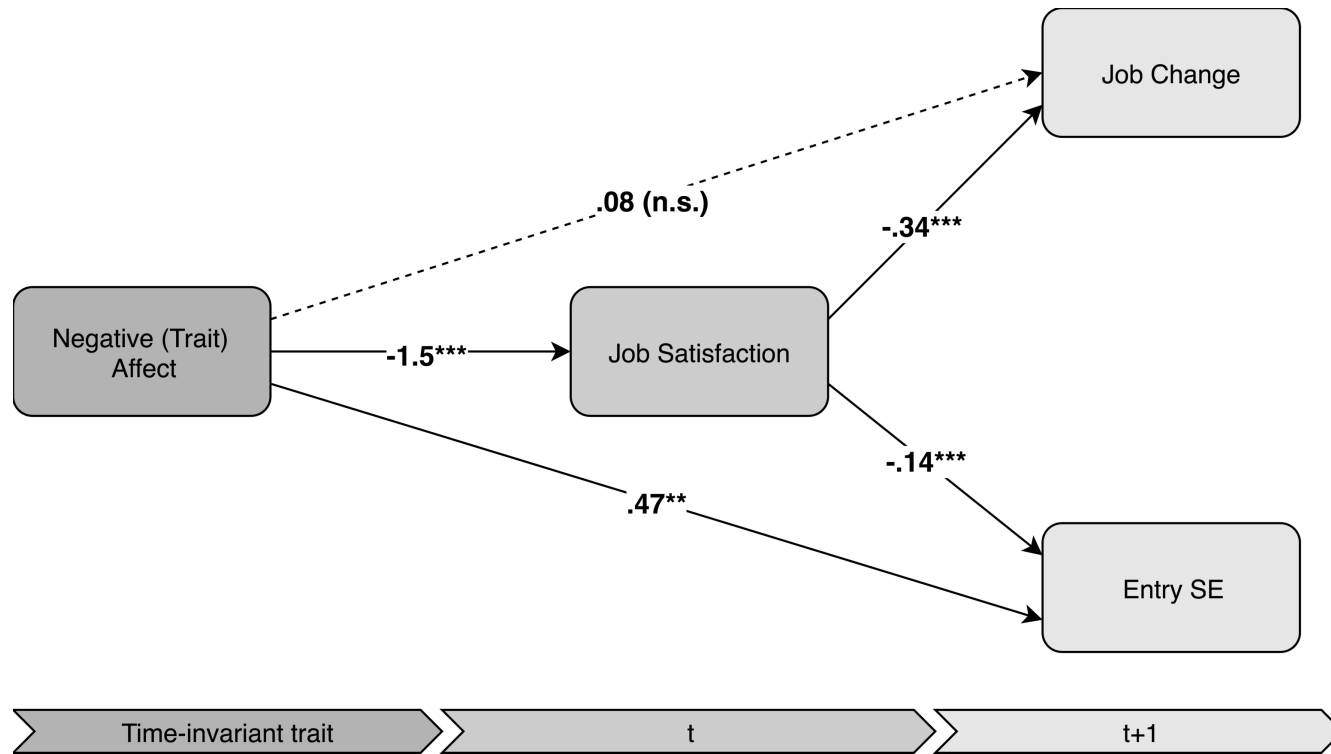 Job Change
.08 (n.s.)
-.34***
Negative (Trait)
Affect
-1.5***
Job Satisfaction
-.14***
.47**
Entry SE
Time-invariant trait
t
t+1